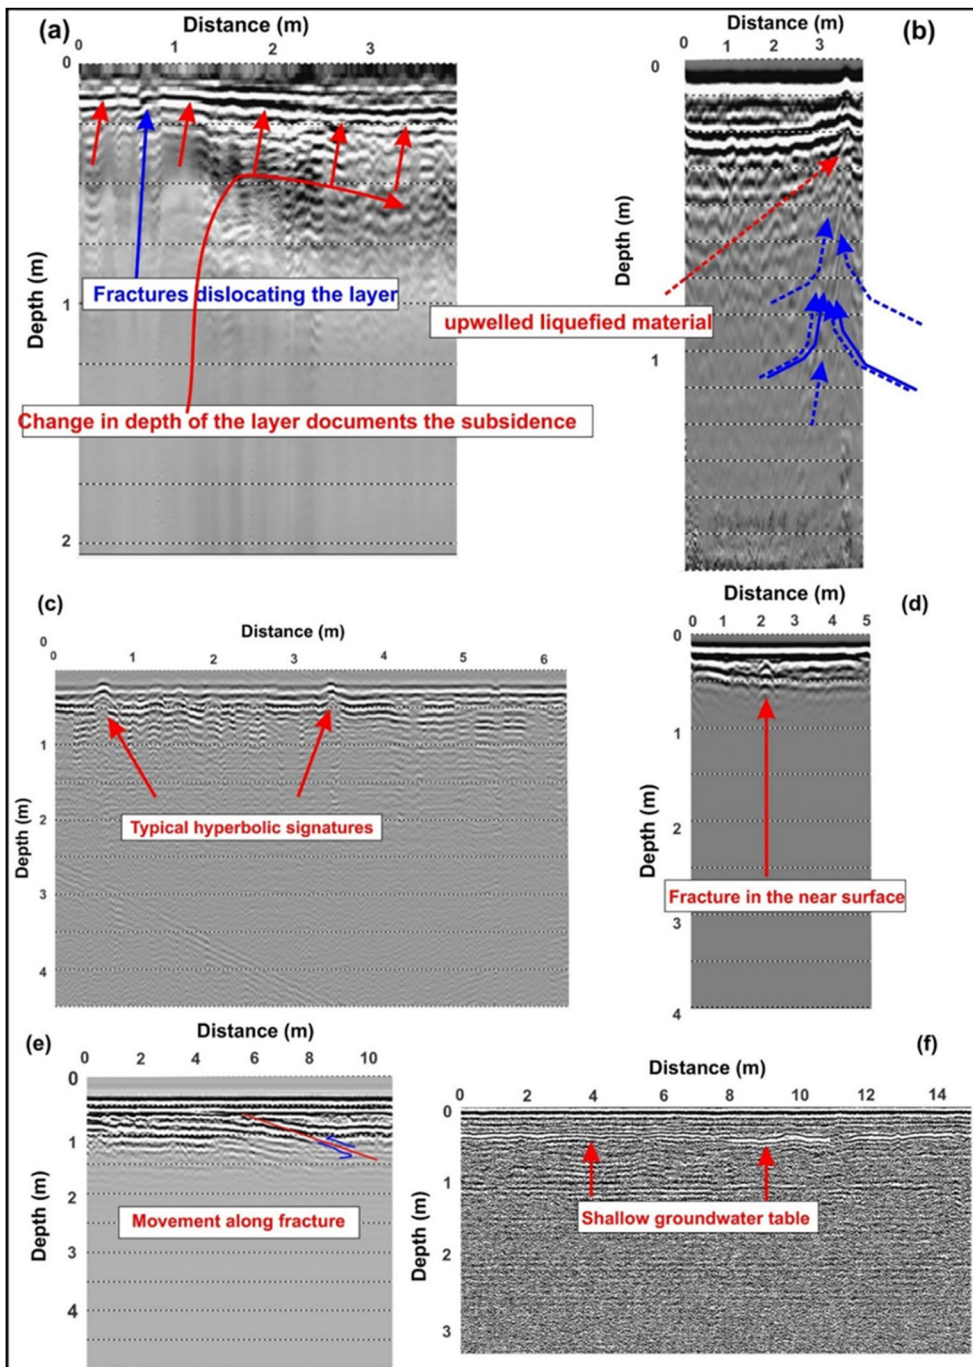 (a)
Distance (m)
0 1 2 3
0
1
2
Depth (m)
Fractures dislocating the layer
Change in depth of the layer documents the subsidence
(b)
Distance (m)
0 1 2 3
0
1
Depth (m)
upwelled liquefied material
(c)
Distance (m)
0
0 1 2 3 4 5 6
1
2
3
4
Depth (m)
Typical hyperbolic signatures
(d)
Distance (m)
0 1 2 3 4 5
0
1
2
3
4
Depth (m)
Fracture in the near surface
(e)
Distance (m)
0 2 4 6 8 10
0
1
2
3
4
Depth (m)
Movement along fracture
(f)
Distance (m)
0 2 4 6 8 10 12 14
0
1
2
3
Depth (m)
Shallow groundwater table